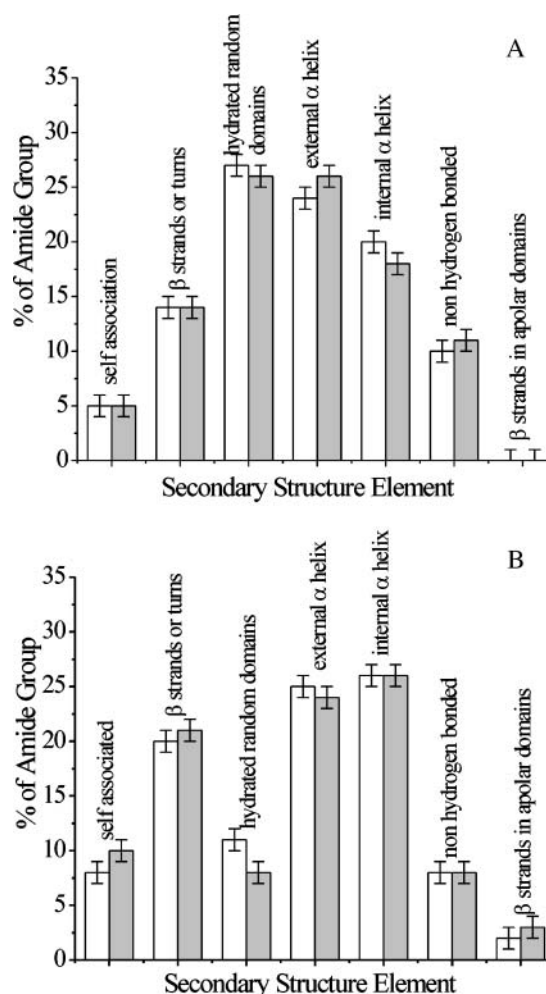 A
% of Amide Group
35
30
25
20
15
10
5
0
self association
β strands or turns
hydrated random
domains
external α helix
internal α helix
non hydrogen bonded
β strands in apolar domains
Secondary Structure Element
B
% of Amide Group
35
30
25
20
15
10
5
0
self associated
β strands or turns
hydrated random domains
external α helix
internal α helix
non hydrogen bonded
β strands in apolar domains
Secondary Structure Element